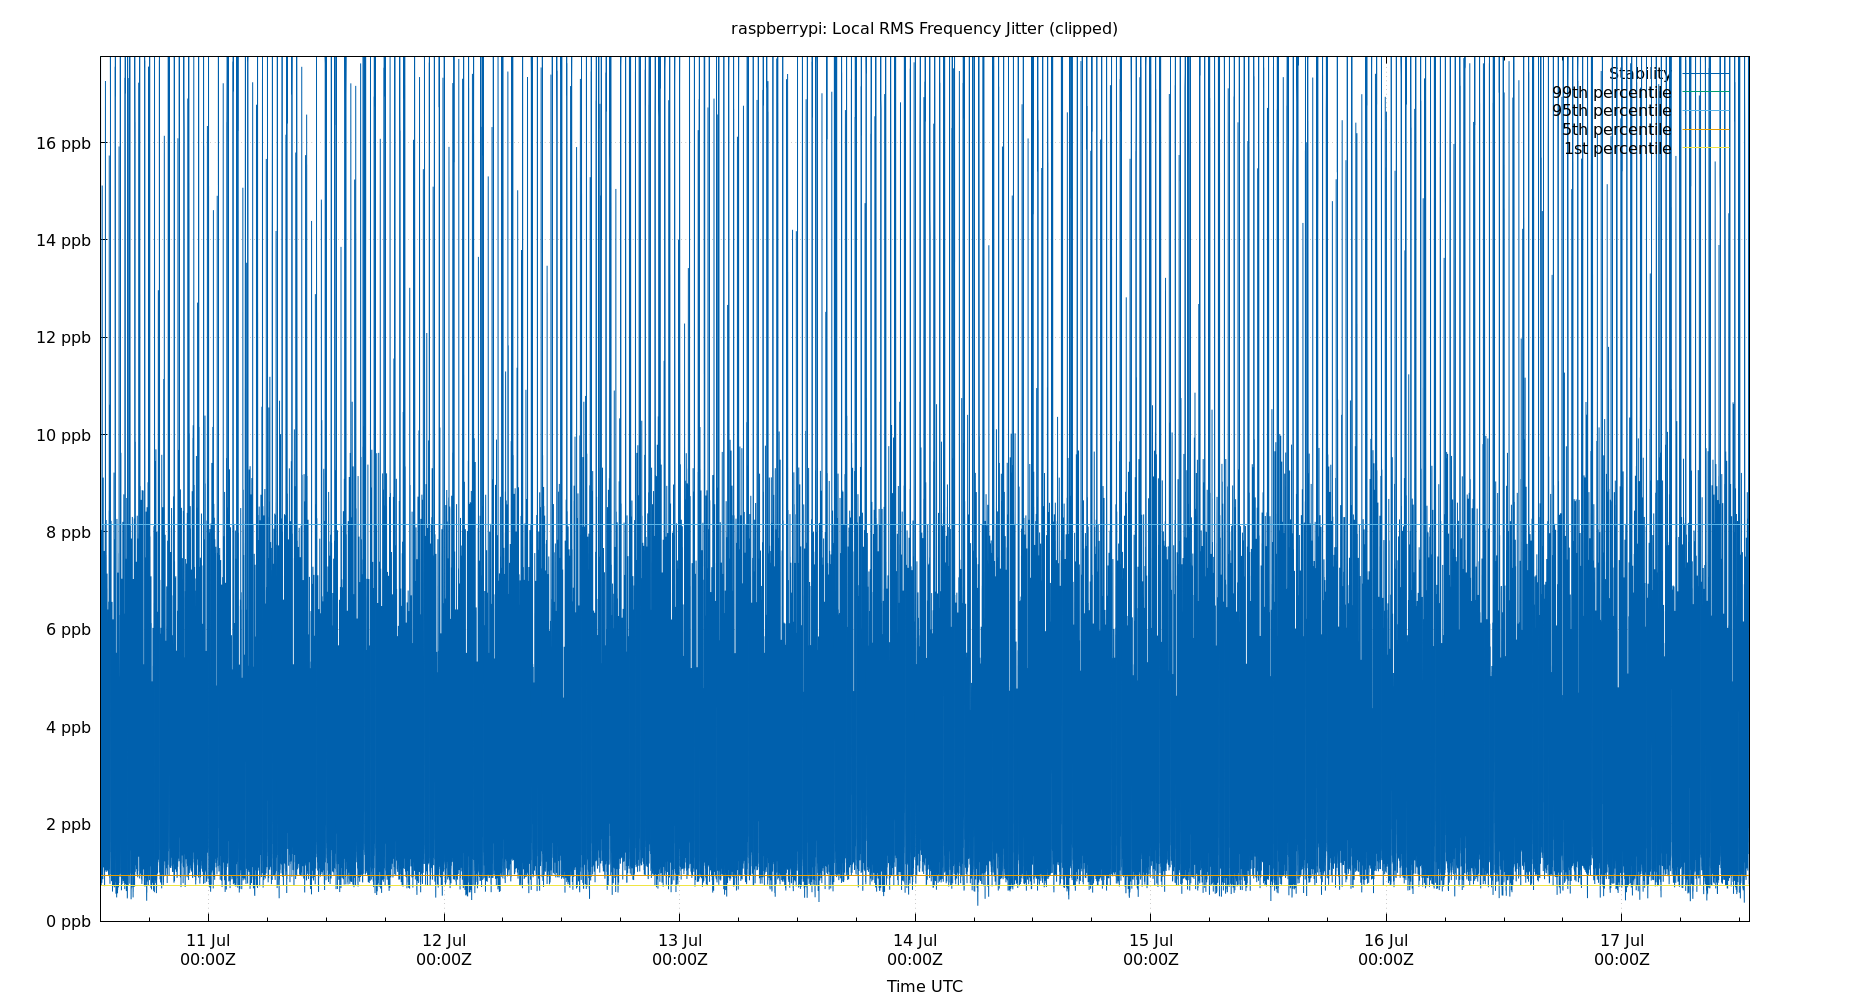 raspberrypi: Local RMS Frequency Jitter (clipped)
Stability
99th percentile
95th percentile
5th percentile
1st percentile
16 ppb
14 ppb
12 ppb
10 ppb
8 ppb
6 ppb
4 ppb
2 ppb
0 ppb
11 Jul 12 Jul 13 Jul 14 Jul 15 Jul 16 Jul 17 Jul
00:00Z 00:00Z 00:00Z 00:00Z 00:00Z 00:00Z 00:00Z
Time UTC